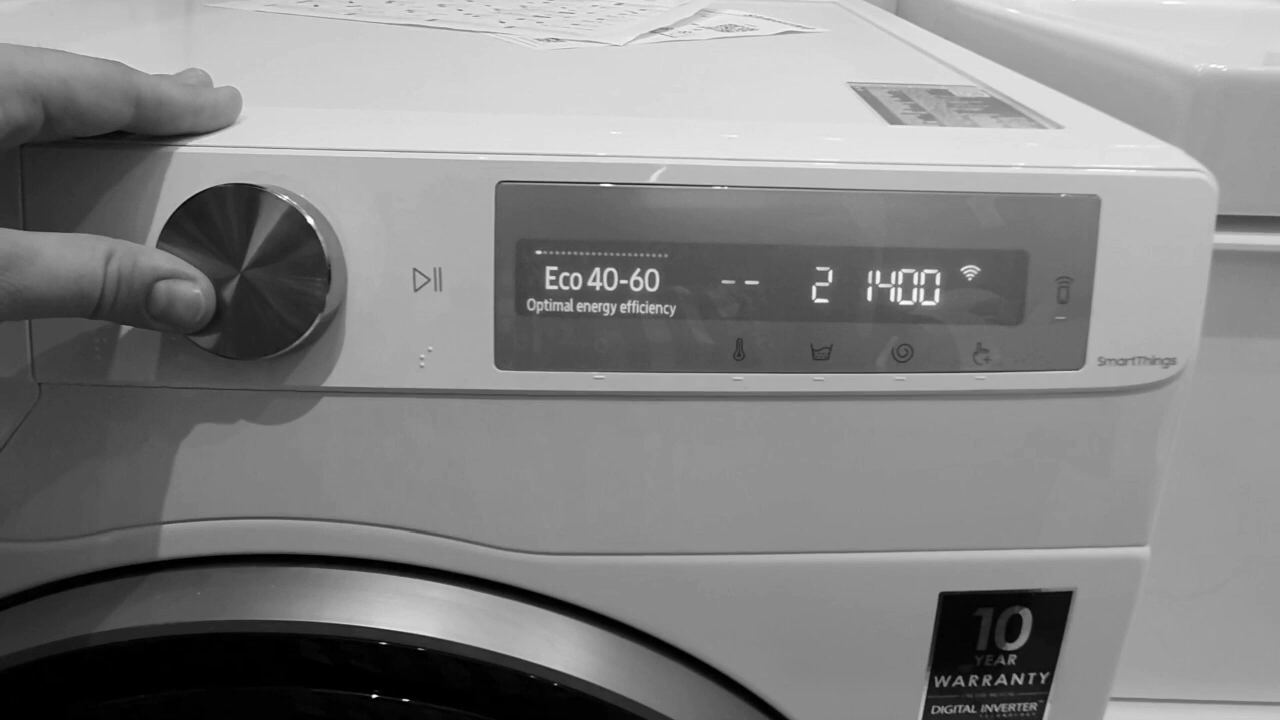 Eco 40-60
Optimal energy efficiency
-- 2 1400
SmartThings
10
YEAR
WARRANTY
DIGITAL INVERTER